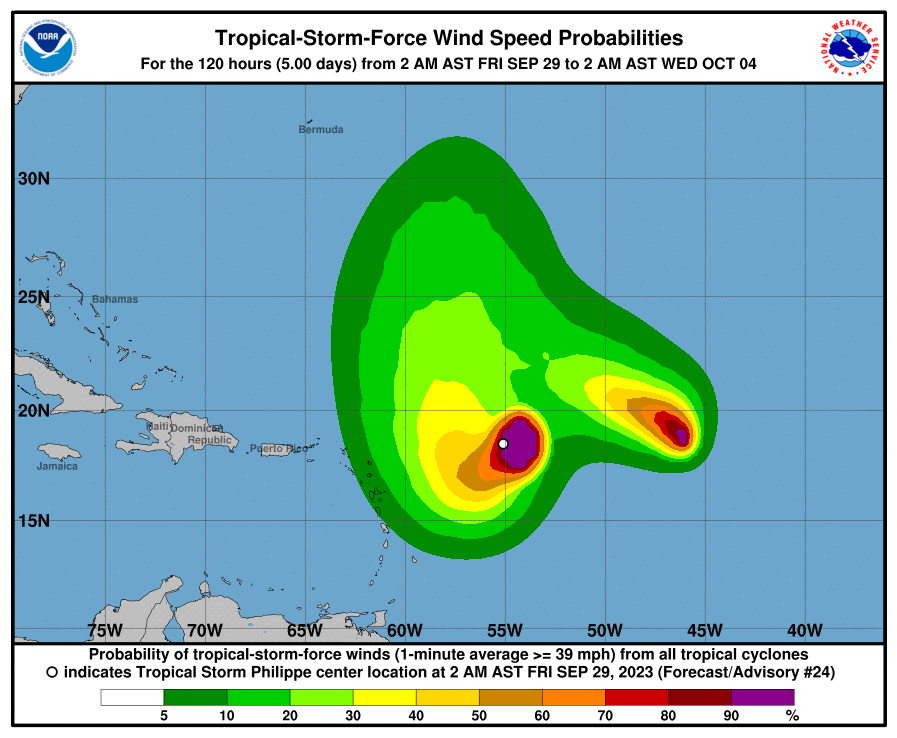 Tropical-Storm-Force Wind Speed Probabilities
For the 120 hours (5.00 days) from 2 AM AST FRI SEP 29 to 2 AM AST WED OCT 04
NOAA
NATIONAL WEATHER SERVICE
Bermuda
30N
25N
Bahamas
20N
Haiti
Dominican
Republic
Puerto Rico
Jamaica
15N
75W 70W 65W 60W 55W 50W 45W 40W
Probability of tropical-storm-force winds (1-minute average >= 39 mph) from all tropical cyclones
indicates Tropical Storm Philippe center location at 2 AM AST FRI SEP 29, 2023 (Forecast/Advisory #24)
5 10 20 30 40 50 60 70 80 90 %